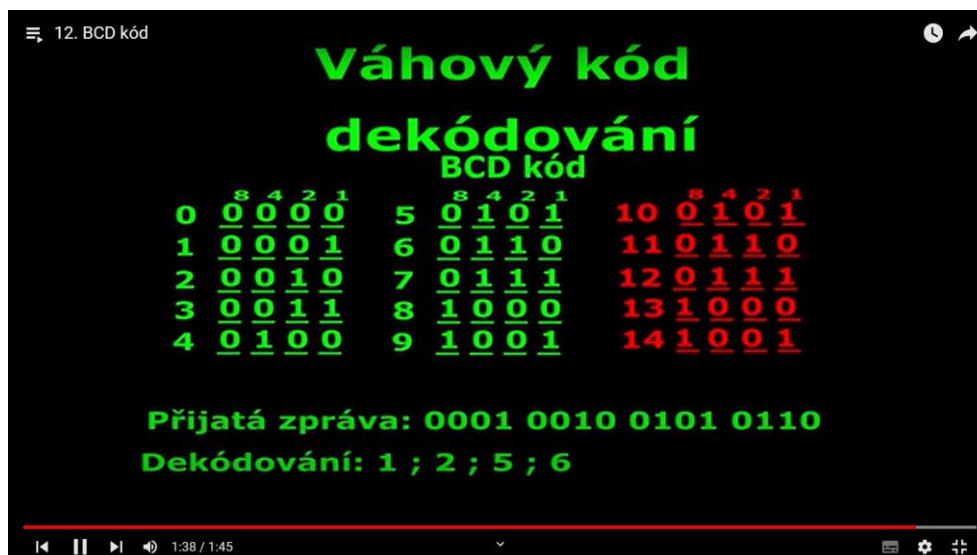 12. BCD kód
Váhový kód
dekódování
BCD kód
8 4 2 1 8 4 2 1 8 4 2 1
0 0 0 0 0 5 0 1 0 1 10 0 1 0 1
1 0 0 0 1 6 0 1 1 0 11 0 1 1 0
2 0 0 1 0 7 0 1 1 1 12 0 1 1 1
3 0 0 1 1 8 1 0 0 0 13 1 0 0 0
4 0 1 0 0 9 1 0 0 1 14 1 0 0 1
Přijatá zpráva: 0001 0010 0101 0110
Dekódování: 1 ; 2 ; 5 ; 6
1:38 / 1:45